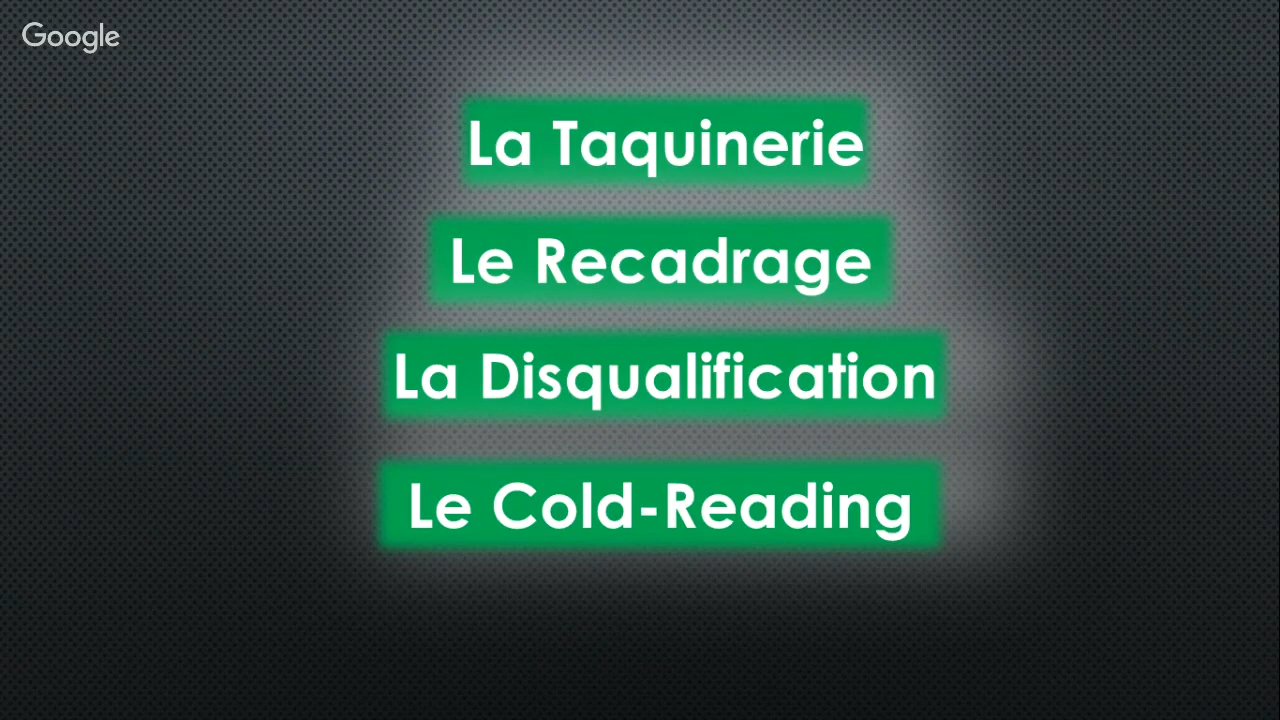 Google
La Taquinerie
Le Recadrage
La Disqualification
Le Cold-Reading